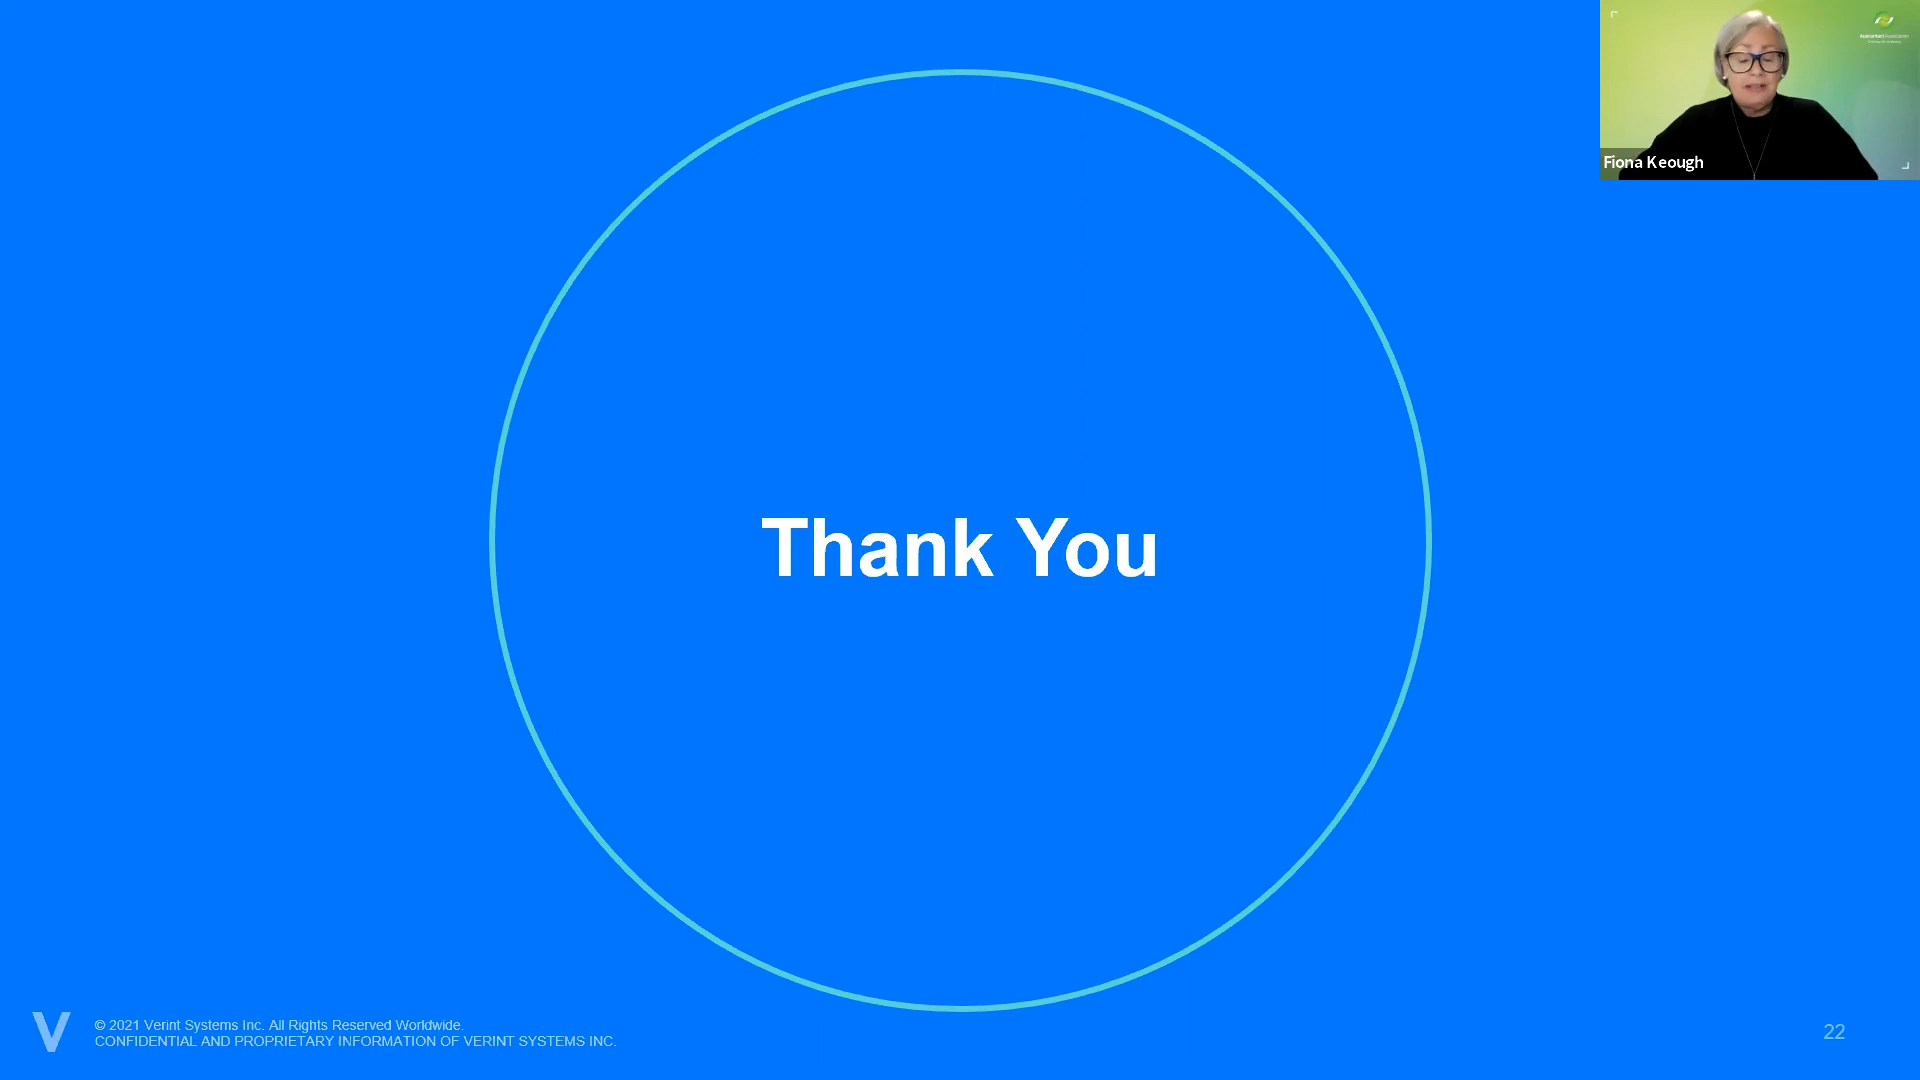 Fiona Keough
Thank You
V
© 2021 Verint Systems Inc. All Rights Reserved Worldwide.
CONFIDENTIAL AND PROPRIETARY INFORMATION OF VERINT SYSTEMS INC.
22